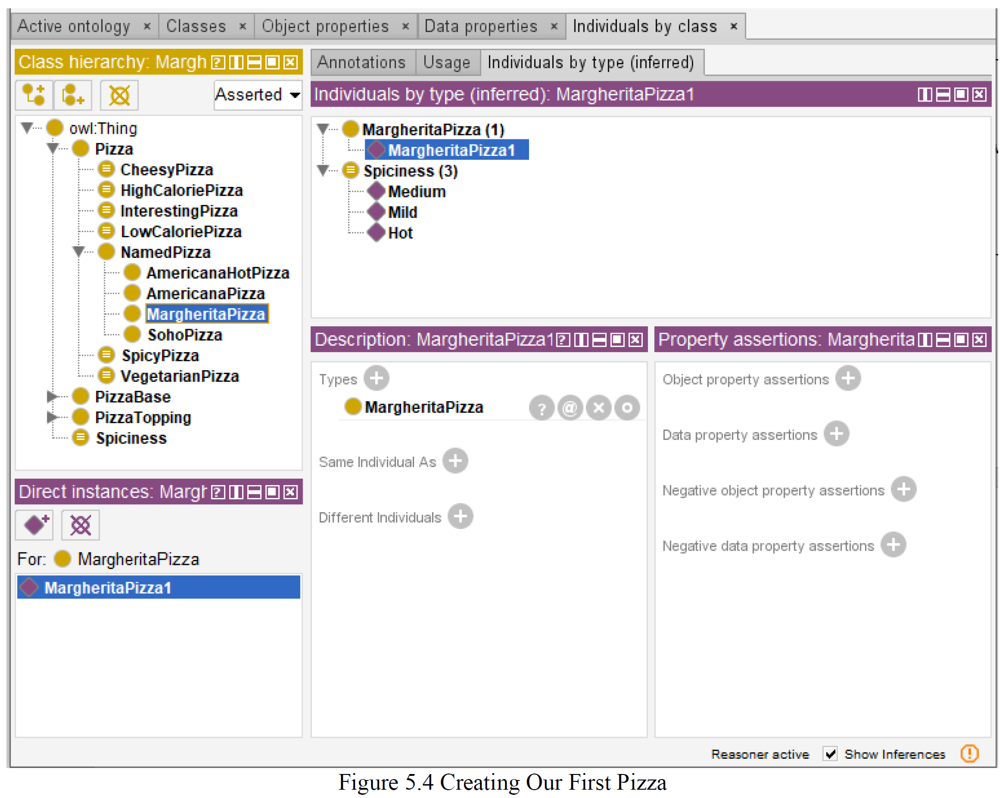 Active ontology × Classes × Object properties × Data properties × Individuals by class ×
Class hierarchy: Margh
Asserted
owl:Thing
Pizza
CheesyPizza
HighCaloriePizza
InterestingPizza
LowCaloriePizza
NamedPizza
AmericanaHotPizza
AmericanaPizza
MargheritaPizza
SohoPizza
SpicyPizza
VegetarianPizza
PizzaBase
PizzaTopping
Spiciness
Direct instances: Margh
For: MargheritaPizza
MargheritaPizza1
Annotations Usage Individuals by type (inferred)
Individuals by type (inferred): MargheritaPizza1
MargheritaPizza (1)
MargheritaPizza1
Spiciness (3)
Medium
Mild
Hot
Description: MargheritaPizza1
Types
MargheritaPizza
Same Individual As
Different Individuals
Property assertions: Margherita
Object property assertions
Data property assertions
Negative object property assertions
Negative data property assertions
Reasoner active Show Inferences
Figure 5.4 Creating Our First Pizza